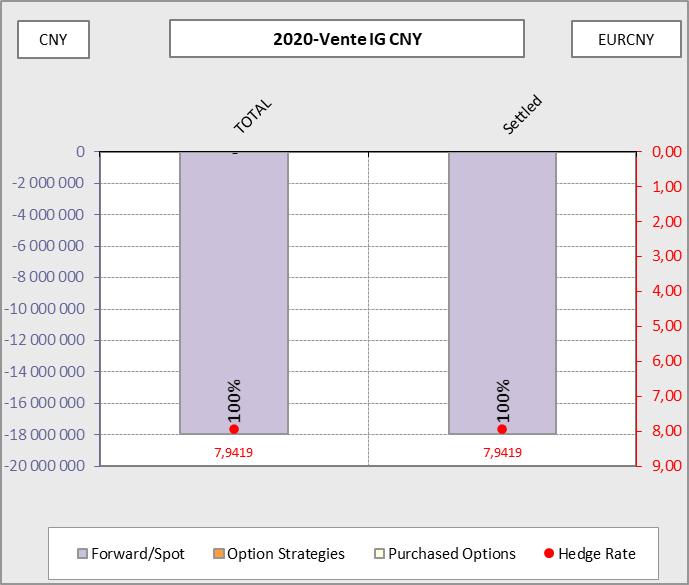 CNY
2020-Vente IG CNY
EURCNY
TOTAL
Settled
0
-2 000 000
-4 000 000
-6 000 000
-8 000 000
-10 000 000
-12 000 000
-14 000 000
-16 000 000
-18 000 000
-20 000 000
0,00
1,00
2,00
3,00
4,00
5,00
6,00
7,00
8,00
9,00
100%
100%
7,9419
7,9419
Forward/Spot
Option Strategies
Purchased Options
Hedge Rate